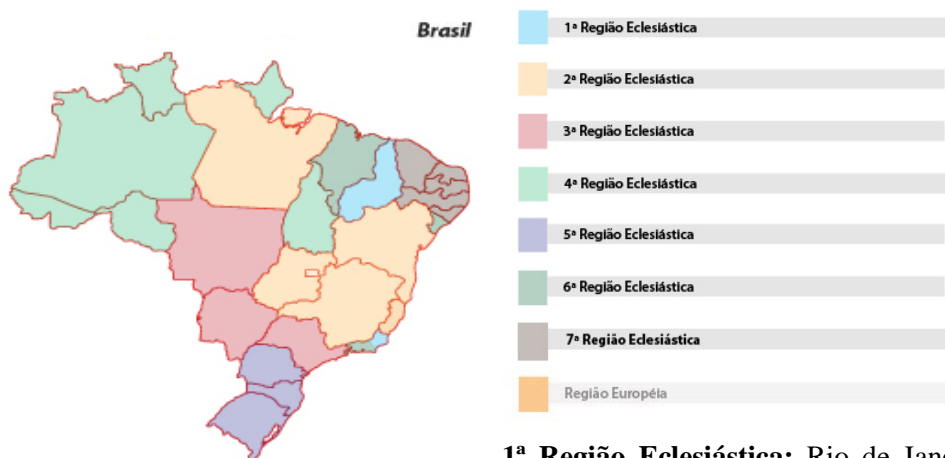 Brasil
1ª Região Eclesiástica
2ª Região Eclesiástica
3ª Região Eclesiástica
4ª Região Eclesiástica
5ª Região Eclesiástica
6ª Região Eclesiástica
7ª Região Eclesiástica
Região Européia
1ª Região Eclesiástica: Rio de Jan